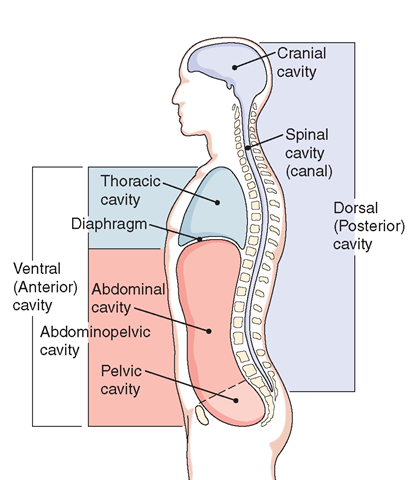 Cranial
cavity
Spinal
cavity
(canal)
Thoracic
cavity
Diaphragm
Dorsal
(Posterior)
cavity
Ventral
(Anterior)
cavity
Abdominal
cavity
Abdominopelvic
cavity
Pelvic
cavity